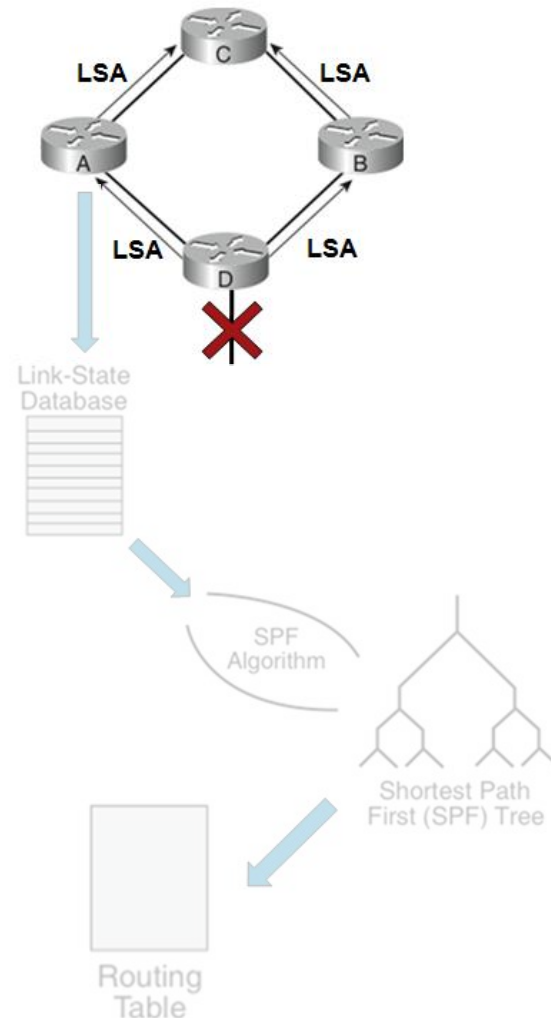 C
LSA
LSA
A
B
LSA
LSA
D
Link-State
Database
SPF
Algorithm
Shortest Path
First (SPF) Tree
Routing
Table